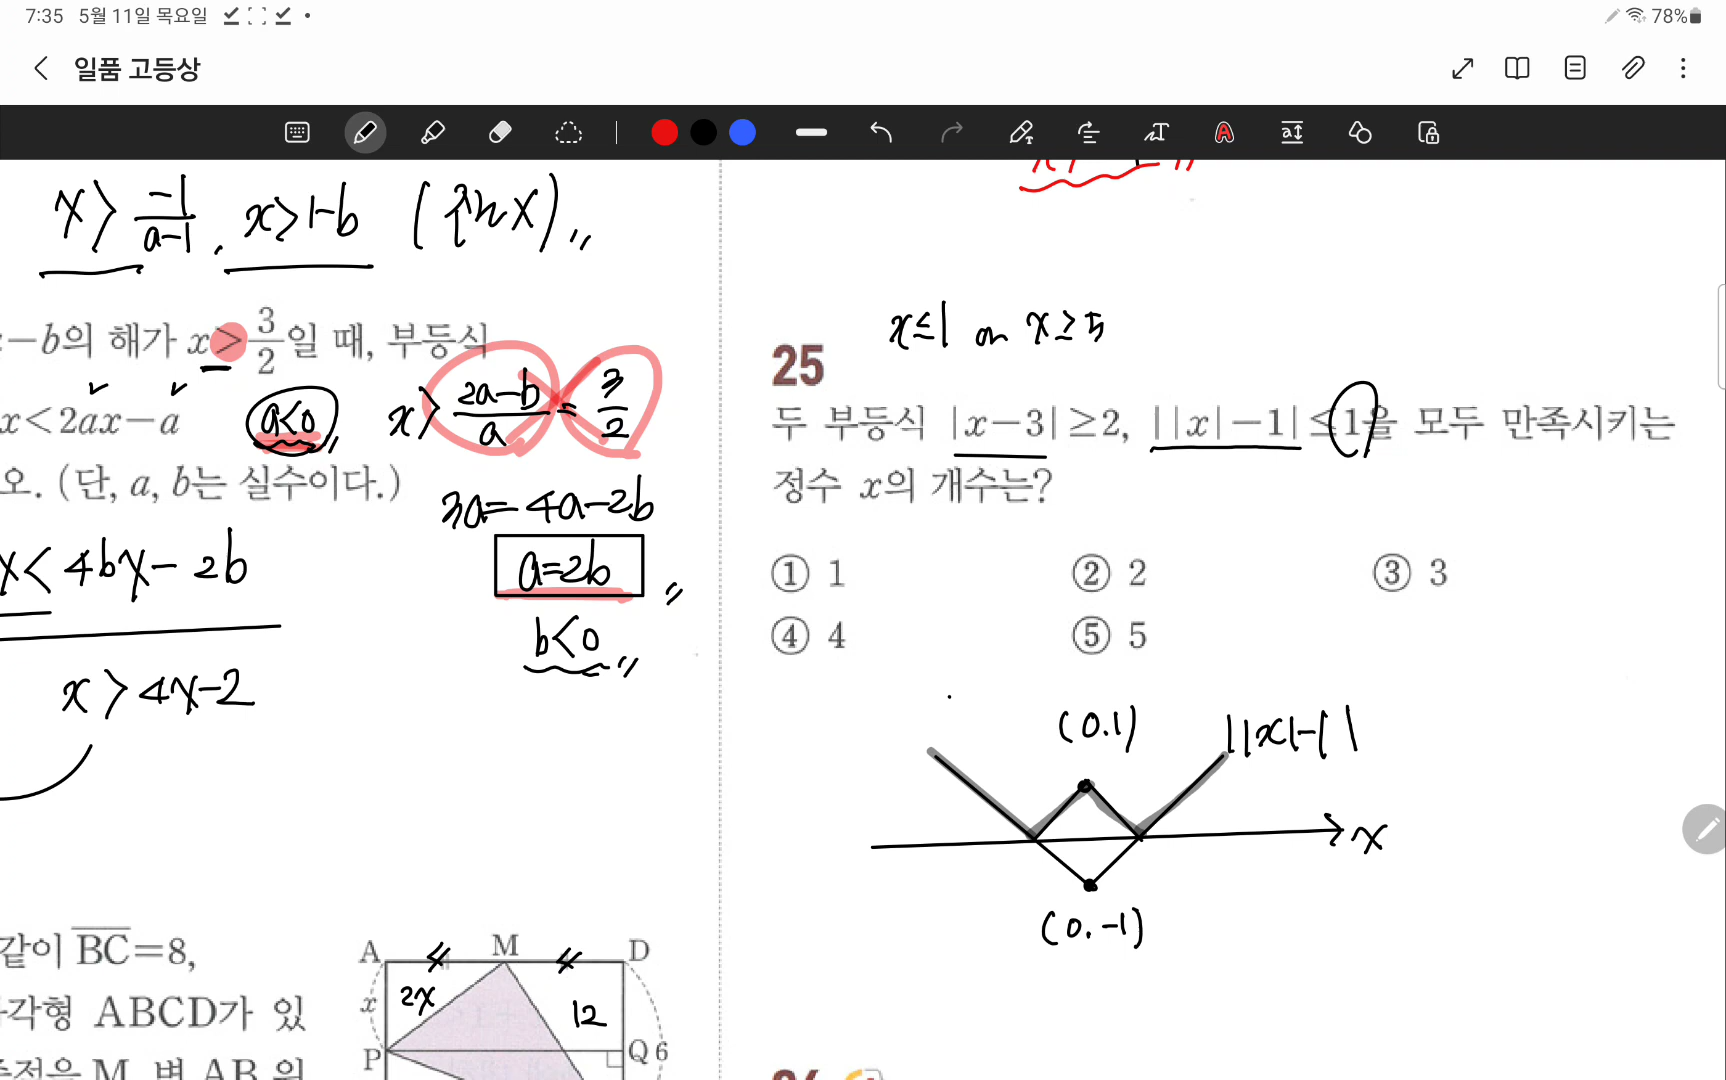 7:35 5월 11일 목요일
78%
일품 고등상
x > -1/(a-1) , x > 1-b
-b의 해가 x > 3/2 일 때, 부등식
x < 2ax - a
a<0
x > (2a-b)/a = 3/2
오. (단, a, b는 실수이다.)
3a = 4a-2b
a=2b
b<0
x < 4bx - 2b
x > 4x-2
같이 BC=8,
각형 ABCD가 있
M, 변 AB 위
A M D
x 2x 12
P Q 6
x≤1 or x≥5
25
두 부등식 |x-3|≥2, ||x|-1|≤1을 모두 만족시키는
정수 x의 개수는?
① 1 ② 2 ③ 3
④ 4 ⑤ 5
(0.1) ||x|-1|
x
(0.-1)